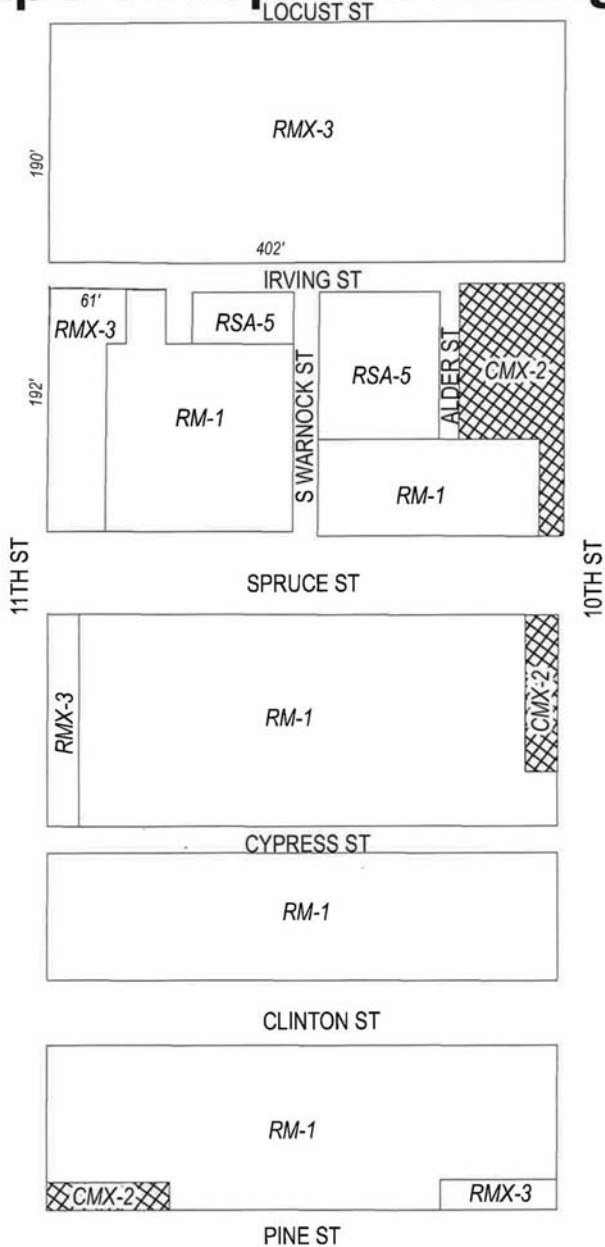 LOCUST ST
RMX-3
190'
402'
IRVING ST
61'
RMX-3
RSA-5
RSA-5
ALDER ST
CMX-2
192'
RM-1
S WARNOCK ST
RM-1
11TH ST
10TH ST
SPRUCE ST
RMX-3
RM-1
CMX-2
CYPRESS ST
RM-1
CLINTON ST
RM-1
CMX-2
RMX-3
PINE ST